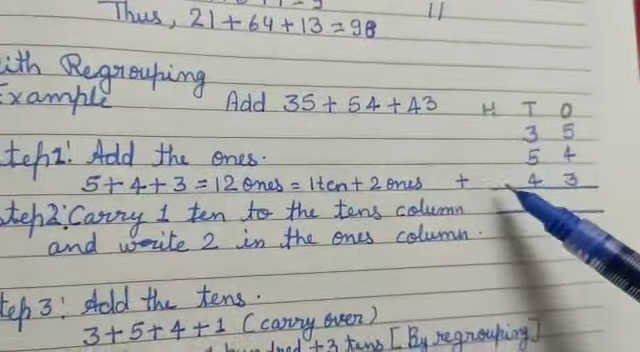 Thus, 21+64+13=98 11
ith Regrouping
Example Add 35+54+43 H T O
3 5
5 4
tep1: Add the ones.
5+4+3=12 ones=1ten+2 ones + 4 3
tep2: Carry 1 ten to the tens column
and write 2 in the ones column.
tep 3: Add the tens.
3+5+4+1 (carry over)
+3 tens [By regrouping]